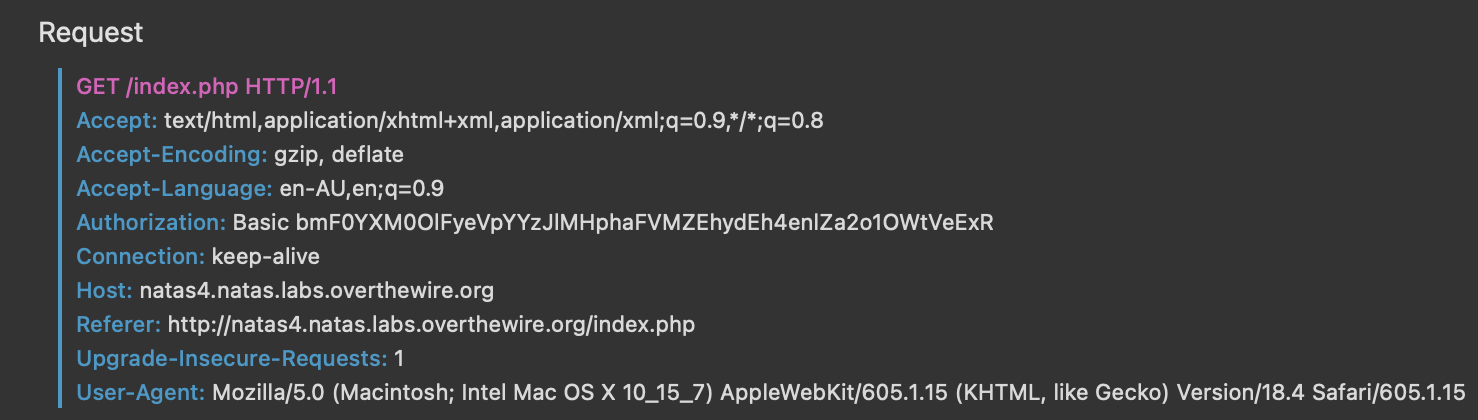 Request
GET /index.php HTTP/1.1
Accept: text/html,application/xhtml+xml,application/xml;q=0.9,*/*;q=0.8
Accept-Encoding: gzip, deflate
Accept-Language: en-AU,en;q=0.9
Authorization: Basic bmF0YXM0OlFyeVpYYzJlMHphaFVMZEhydEh4enlZa2o1OWtVeExR
Connection: keep-alive
Host: natas4.natas.labs.overthewire.org
Referer: http://natas4.natas.labs.overthewire.org/index.php
Upgrade-Insecure-Requests: 1
User-Agent: Mozilla/5.0 (Macintosh; Intel Mac OS X 10_15_7) AppleWebKit/605.1.15 (KHTML, like Gecko) Version/18.4 Safari/605.1.15